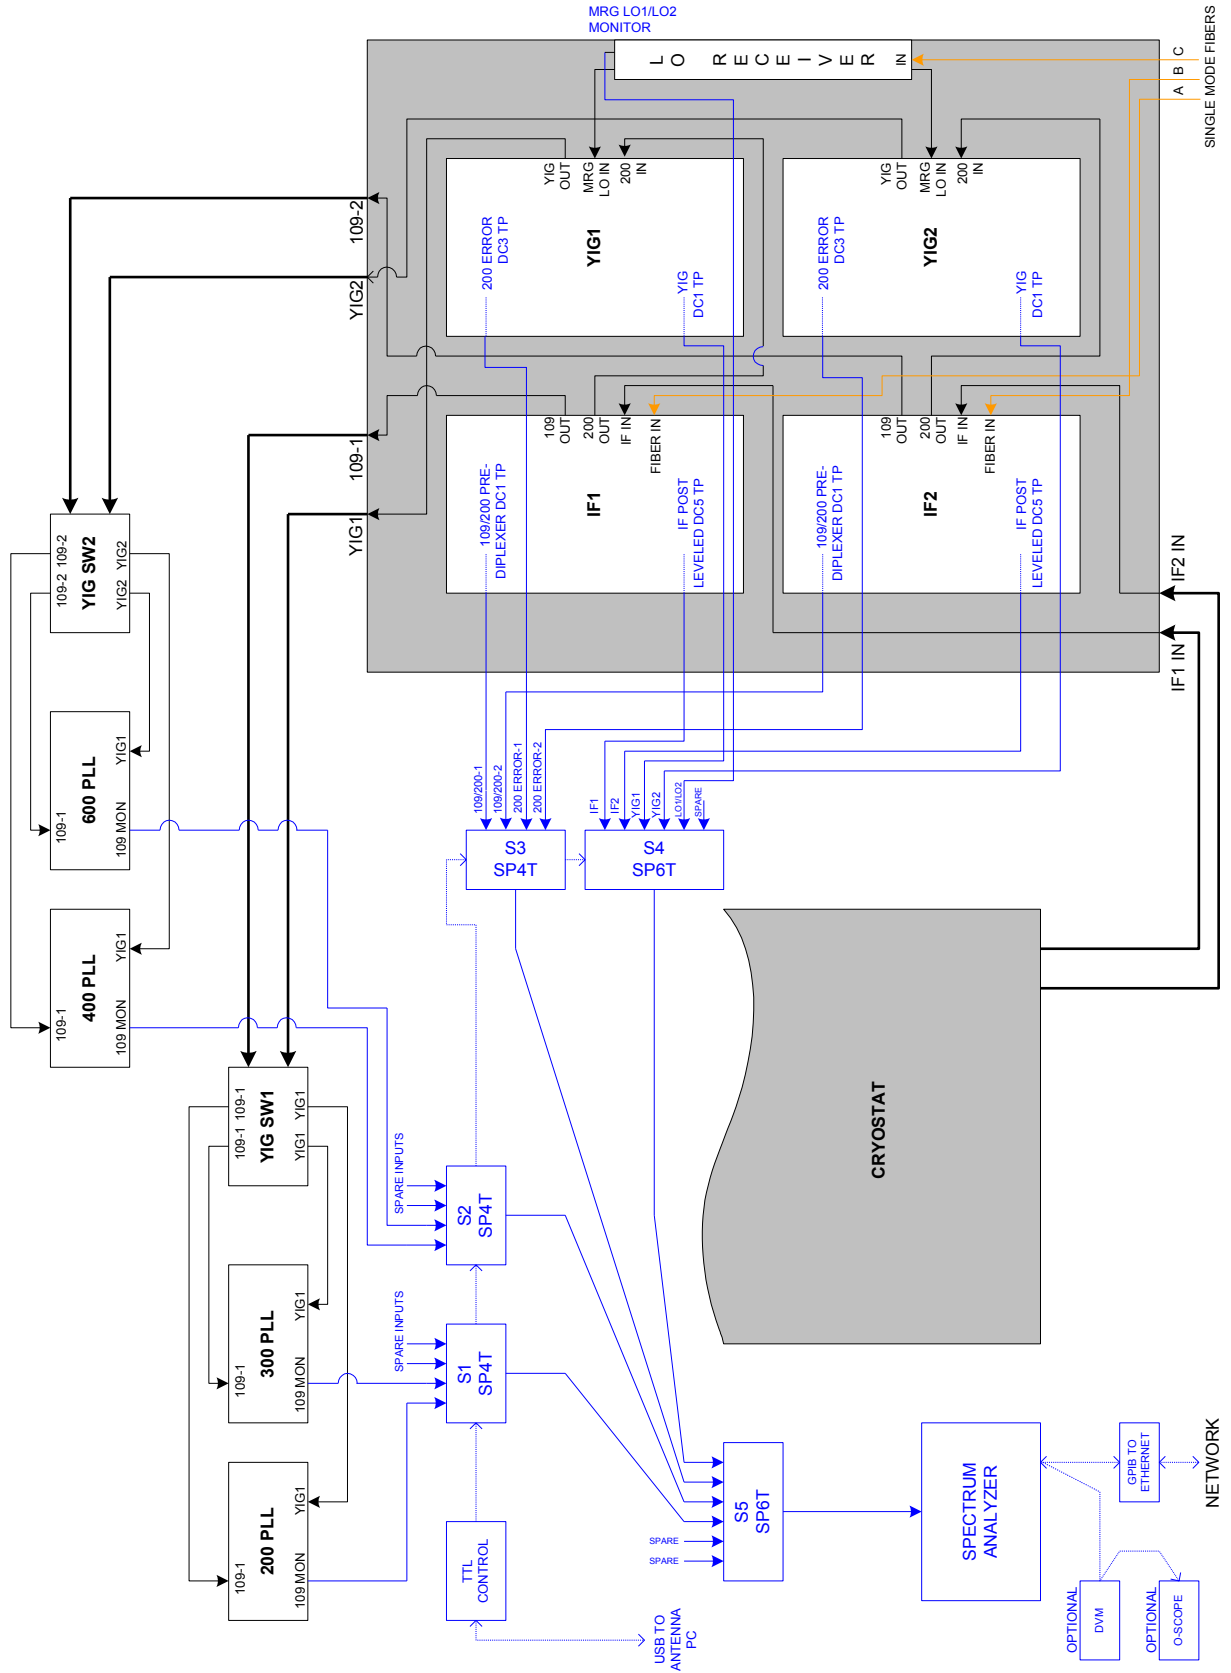 MRG LO1/LO2
MONITOR
LO RECEIVER
IN
SINGLE MODE FIBERS
A
B
C
109-2
YIG2
109-1
YIG1
YIG
OUT
MRG
LO IN
200
IN
YIG1
200 ERROR
DC3 TP
YIG
DC1 TP
YIG
OUT
MRG
LO IN
200
IN
YIG2
200 ERROR
DC3 TP
YIG
DC1 TP
109
OUT
200
OUT
IF IN
FIBER IN
IF1
109/200 PRE-
DIPLEXER DC1 TP
IF POST
LEVELED DC5 TP
109
OUT
200
OUT
IF IN
FIBER IN
IF2
109/200 PRE-
DIPLEXER DC1 TP
IF POST
LEVELED DC5 TP
IF1 IN
IF2 IN
109-2
109-2
YIG SW2
YIG2
YIG2
109-1
600 PLL
109 MON
YIG1
109-1
400 PLL
109 MON
YIG1
109-1
109-1
YIG SW1
YIG1
YIG1
109-1
300 PLL
109 MON
YIG1
109-1
200 PLL
109 MON
YIG1
109/200-1
109/200-2
200 ERROR-1
200 ERROR-2
S3
SP4T
IF1
IF2
YIG1
YIG2
LO1/LO2
SPARE
S4
SP6T
SPARE INPUTS
S2
SP4T
SPARE INPUTS
S1
SP4T
TTL
CONTROL
USB TO
ANTENNA
PC
SPARE
SPARE
S5
SP6T
CRYOSTAT
SPECTRUM
ANALYZER
GPIB TO
ETHERNET
NETWORK
OPTIONAL
DVM
OPTIONAL
O-SCOPE